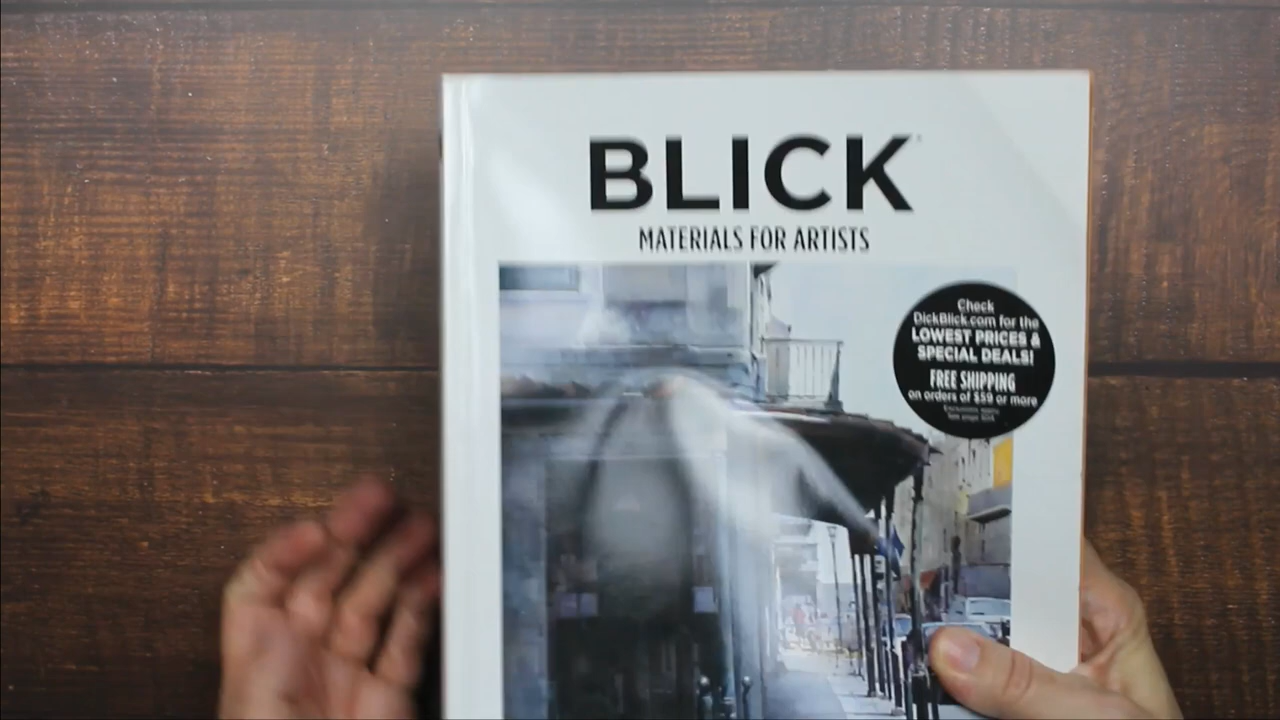 BLICK
MATERIALS FOR ARTISTS
Check
DickBlick.com for the
LOWEST PRICES &
SPECIAL DEALS!
FREE SHIPPING
on orders of $59 or more